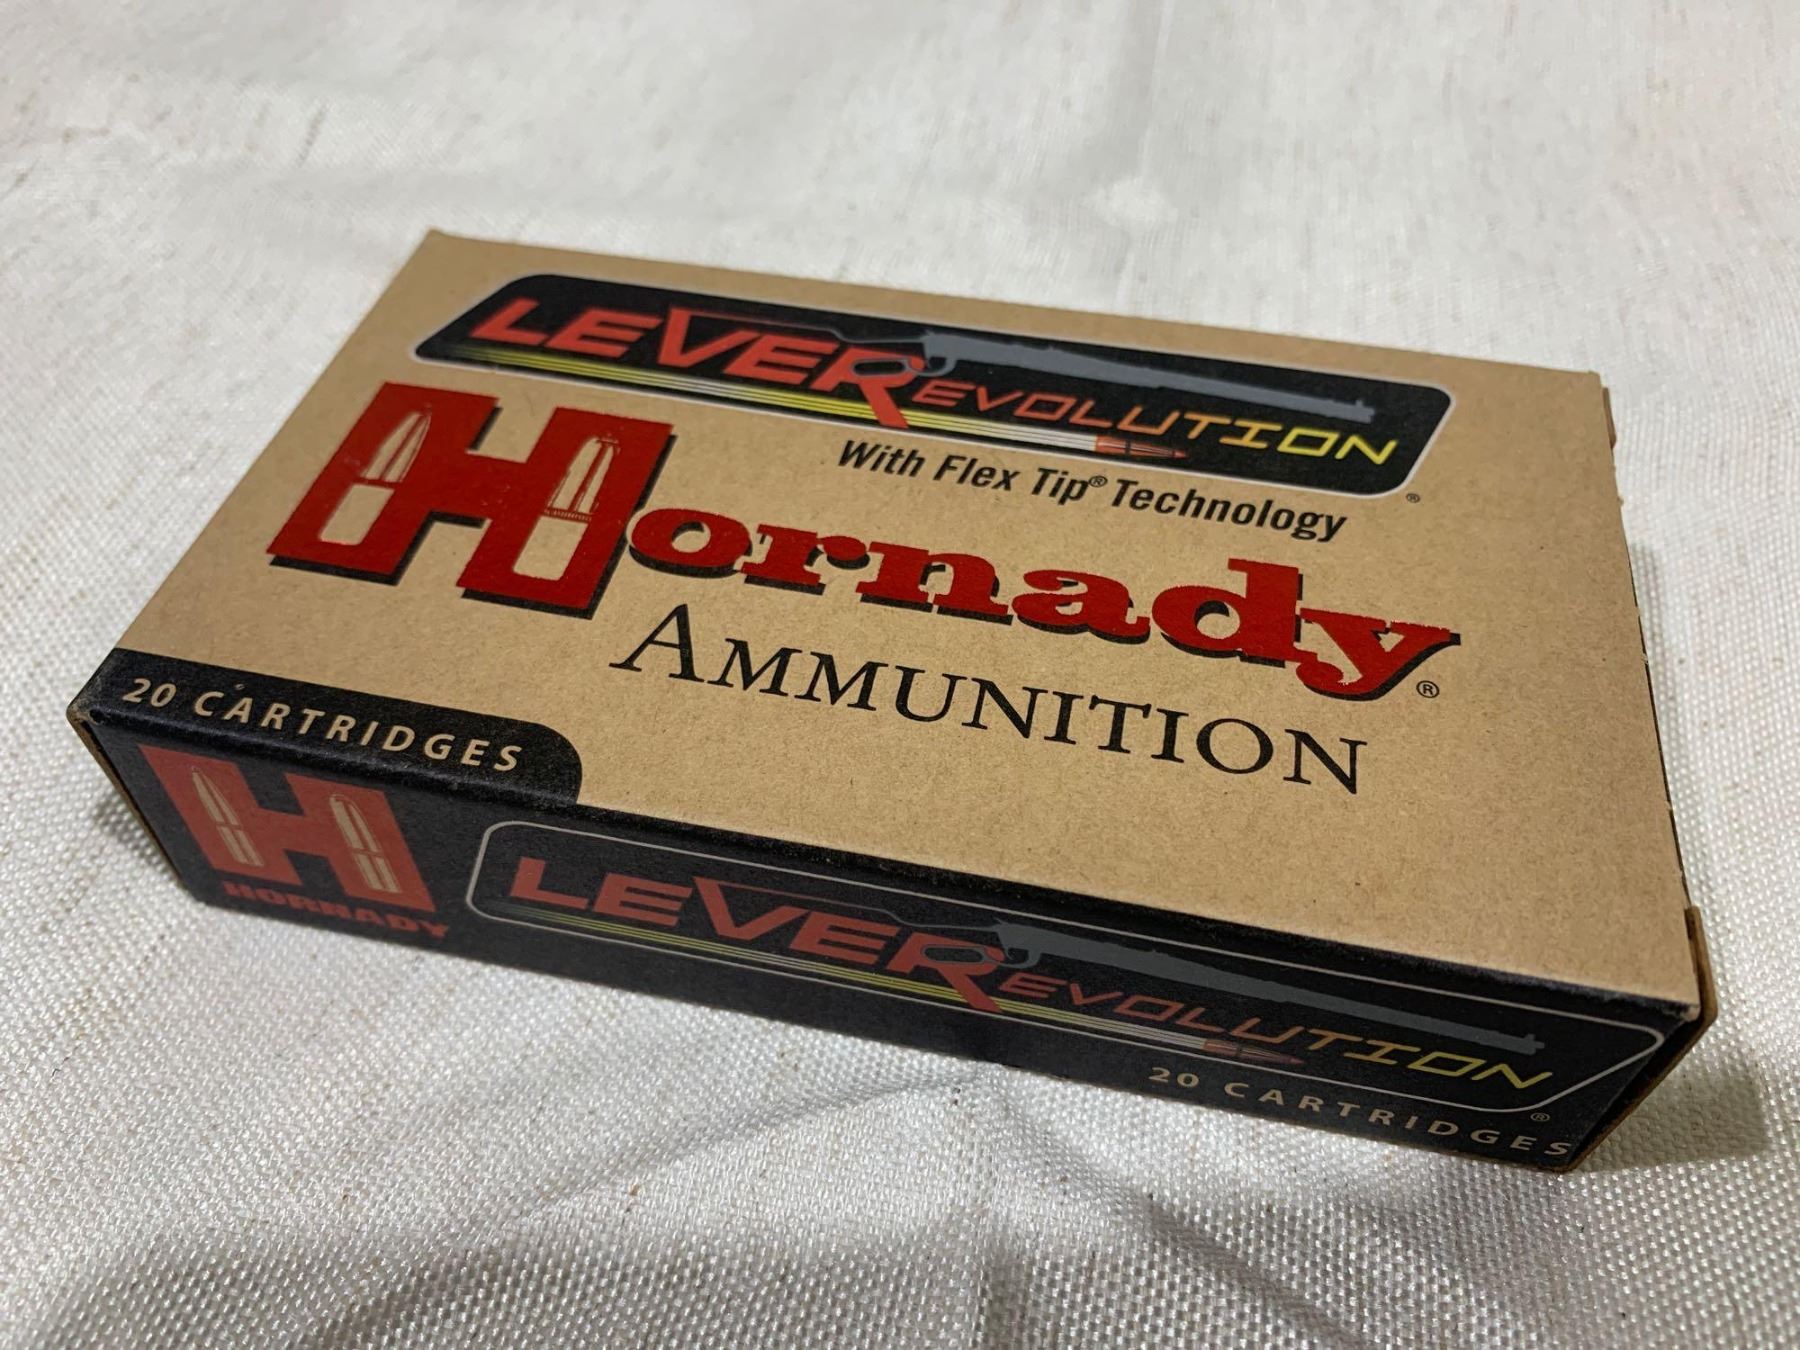 LEVEREVOLUTION®
With Flex Tip® Technology
Hornady®
AMMUNITION
20 CARTRIDGES
H
HORNADY
LEVEREVOLUTION®
20 CARTRIDGES